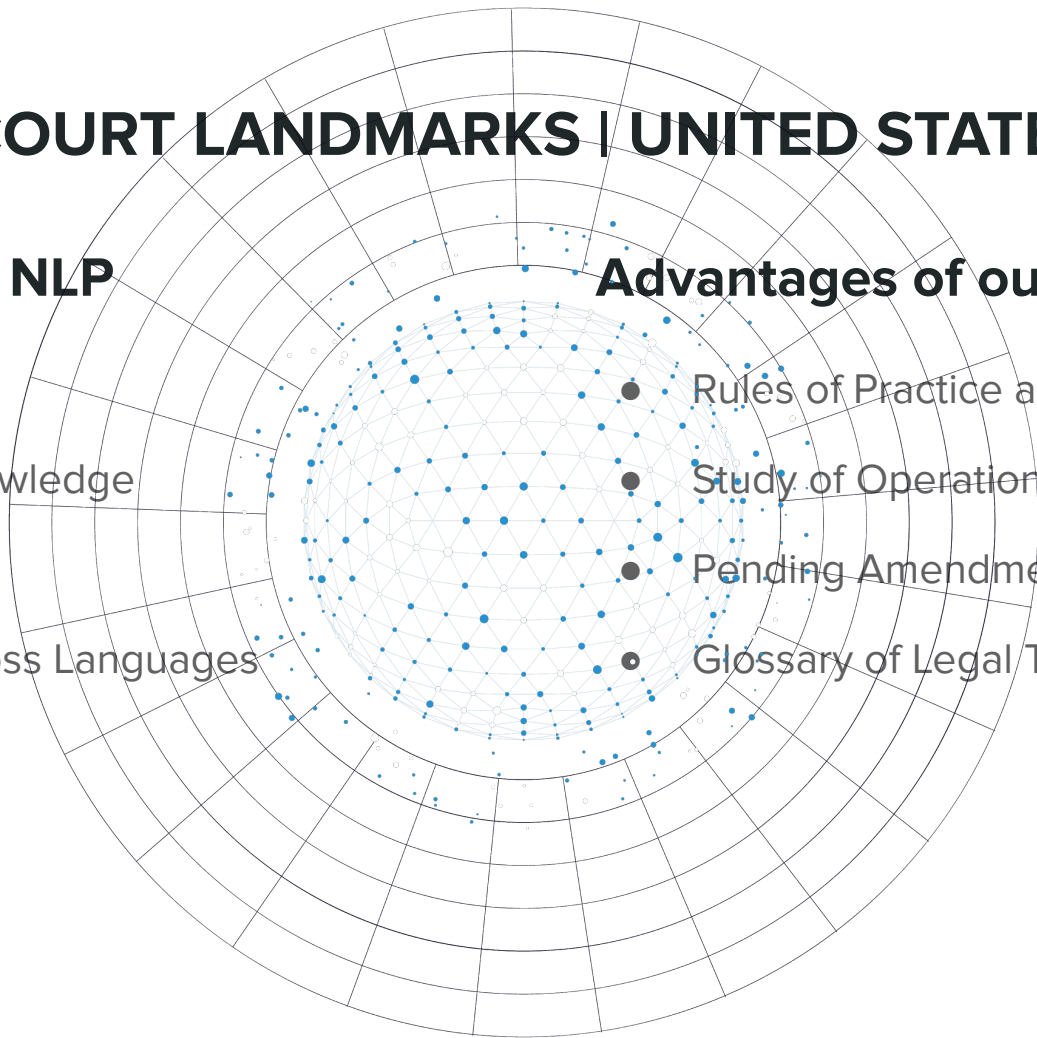 COURT LANDMARKS | UNITED STATE
NLP
Advantages of ou
Rules of Practice a
wledge
Study of Operation
Pending Amendme
oss Languages
Glossary of Legal T